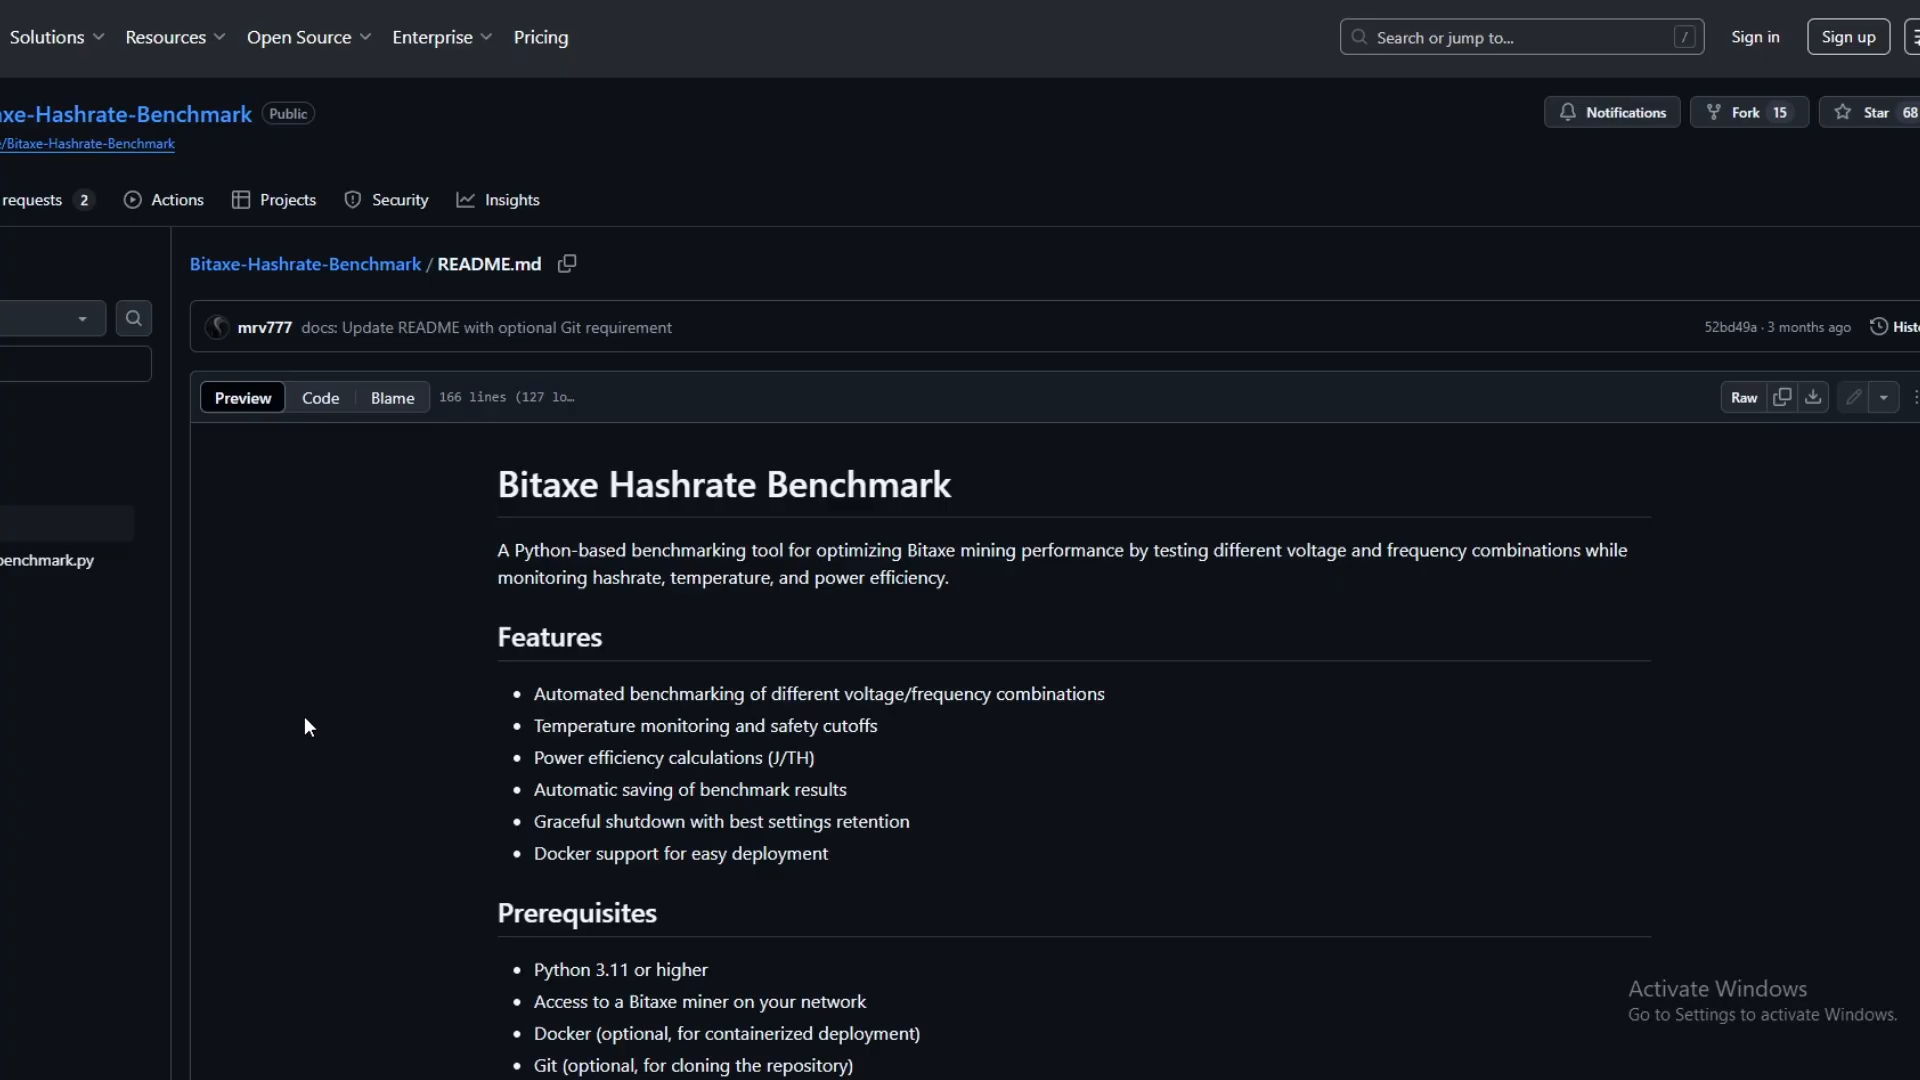 Solutions Resources Open Source Enterprise Pricing Search or jump to... / Sign in Sign up
axe-Hashrate-Benchmark Public Notifications Fork 15 Star 68
/Bitaxe-Hashrate-Benchmark
requests 2 Actions Projects Security Insights
Bitaxe-Hashrate-Benchmark / README.md
mrv777 docs: Update README with optional Git requirement 52bd49a · 3 months ago Histo
Preview Code Blame 166 lines (127 lo… Raw
Bitaxe Hashrate Benchmark
A Python-based benchmarking tool for optimizing Bitaxe mining performance by testing different voltage and frequency combinations while
monitoring hashrate, temperature, and power efficiency.
Features
• Automated benchmarking of different voltage/frequency combinations
• Temperature monitoring and safety cutoffs
benchmark.py
• Power efficiency calculations (J/TH)
• Automatic saving of benchmark results
• Graceful shutdown with best settings retention
• Docker support for easy deployment
Prerequisites
• Python 3.11 or higher
• Access to a Bitaxe miner on your network
• Docker (optional, for containerized deployment)
• Git (optional, for cloning the repository)
Activate Windows
Go to Settings to activate Windows.